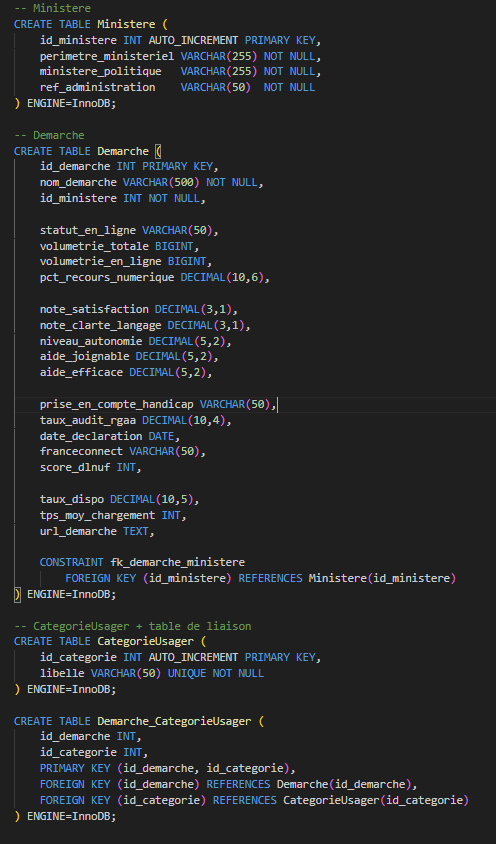 -- Ministere
CREATE TABLE Ministere (
    id_ministere INT AUTO_INCREMENT PRIMARY KEY,
    perimetre_ministeriel VARCHAR(255) NOT NULL,
    ministere_politique   VARCHAR(255) NOT NULL,
    ref_administration    VARCHAR(50)  NOT NULL
) ENGINE=InnoDB;

-- Demarche
CREATE TABLE Demarche (
    id_demarche INT PRIMARY KEY,
    nom_demarche VARCHAR(500) NOT NULL,
    id_ministere INT NOT NULL,

    statut_en_ligne VARCHAR(50),
    volumetrie_totale BIGINT,
    volumetrie_en_ligne BIGINT,
    pct_recours_numerique DECIMAL(10,6),

    note_satisfaction DECIMAL(3,1),
    note_clarte_langage DECIMAL(3,1),
    niveau_autonomie DECIMAL(5,2),
    aide_joignable DECIMAL(5,2),
    aide_efficace DECIMAL(5,2),

    prise_en_compte_handicap VARCHAR(50),
    taux_audit_rgaa DECIMAL(10,4),
    date_declaration DATE,
    franceconnect VARCHAR(50),
    score_dlnuf INT,

    taux_dispo DECIMAL(10,5),
    tps_moy_chargement INT,
    url_demarche TEXT,

    CONSTRAINT fk_demarche_ministere
        FOREIGN KEY (id_ministere) REFERENCES Ministere(id_ministere)
) ENGINE=InnoDB;

-- CategorieUsager + table de liaison
CREATE TABLE CategorieUsager (
    id_categorie INT AUTO_INCREMENT PRIMARY KEY,
    libelle VARCHAR(50) UNIQUE NOT NULL
) ENGINE=InnoDB;

CREATE TABLE Demarche_CategorieUsager (
    id_demarche INT,
    id_categorie INT,
    PRIMARY KEY (id_demarche, id_categorie),
    FOREIGN KEY (id_demarche) REFERENCES Demarche(id_demarche),
    FOREIGN KEY (id_categorie) REFERENCES CategorieUsager(id_categorie)
) ENGINE=InnoDB;